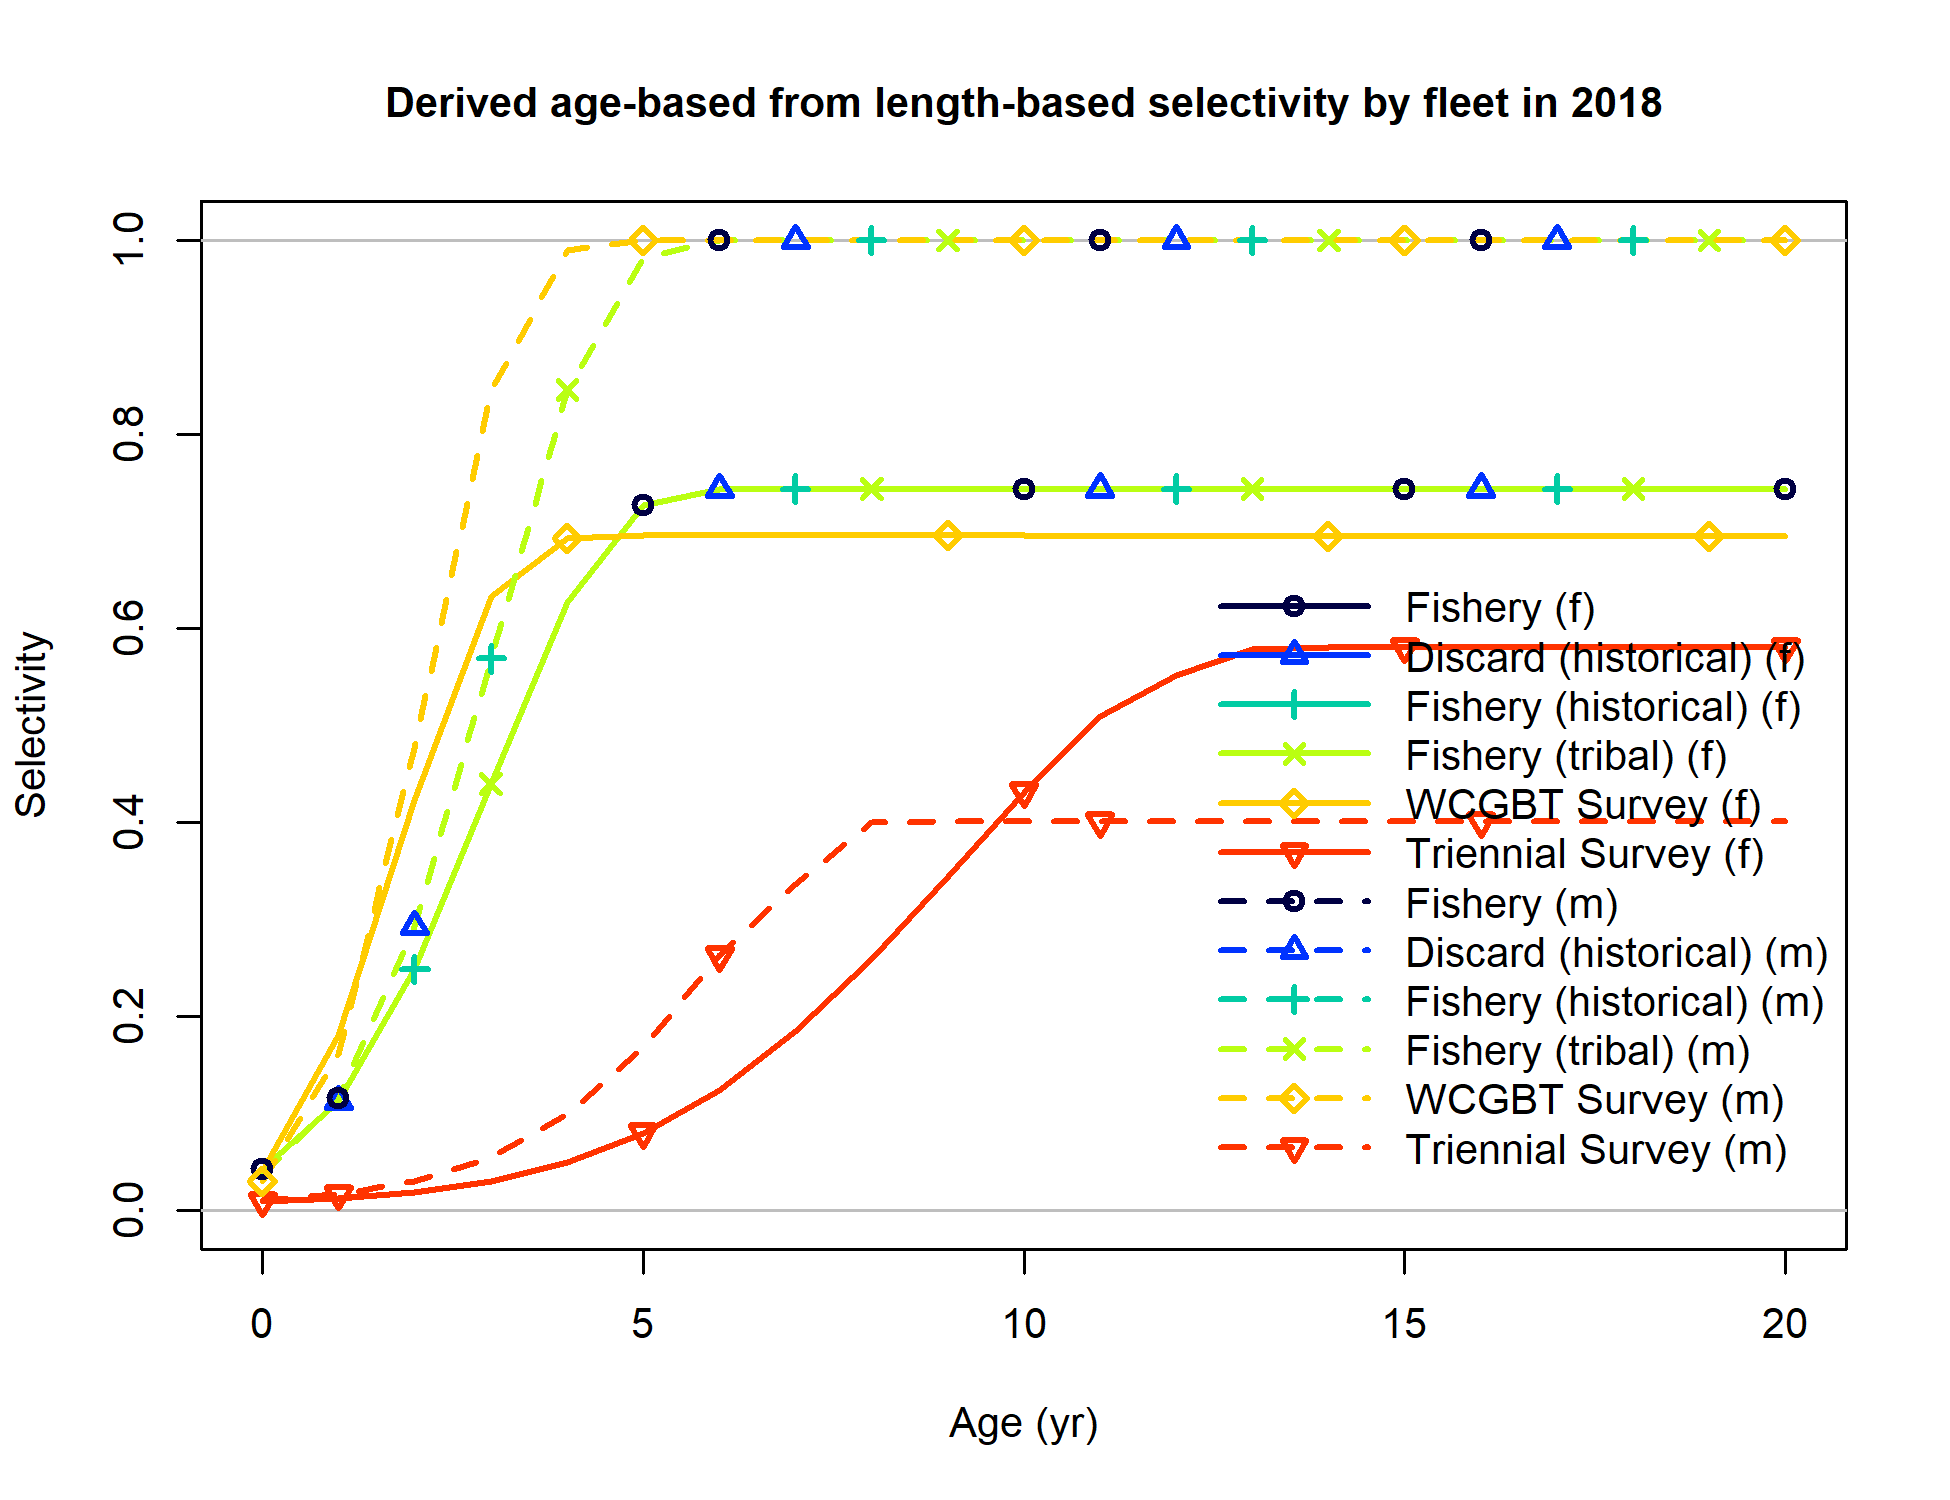 Derived age-based from length-based selectivity by fleet in 2018
Selectivity
1.0
0.8
0.6
0.4
0.2
0.0
Fishery (f)
Discard (historical) (f)
Fishery (historical) (f)
Fishery (tribal) (f)
WCGBT Survey (f)
Triennial Survey (f)
Fishery (m)
Discard (historical) (m)
Fishery (historical) (m)
Fishery (tribal) (m)
WCGBT Survey (m)
Triennial Survey (m)
0 5 10 15 20
Age (yr)